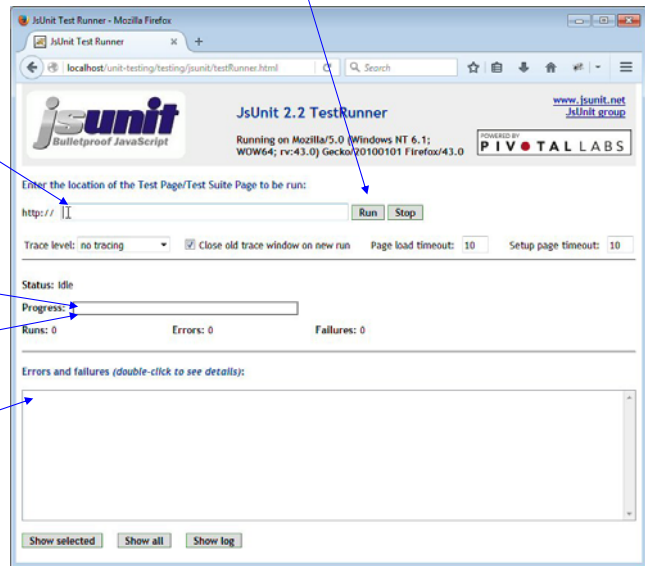 JsUnit Test Runner - Mozilla Firefox
JsUnit Test Runner
localhost/unit-testing/testing/jsunit/testRunner.html
Search
jsunit
Bulletproof JavaScript
JsUnit 2.2 TestRunner
Running on Mozilla/5.0 (Windows NT 6.1;
WOW64; rv:43.0) Gecko/20100101 Firefox/43.0
www.jsunit.net
JsUnit group
POWERED BY
PIVOTAL LABS
Enter the location of the Test Page/Test Suite Page to be run:
http://
Run Stop
Trace level: no tracing Close old trace window on new run Page load timeout: 10 Setup page timeout: 10
Status: Idle
Progress:
Runs: 0 Errors: 0 Failures: 0
Errors and failures (double-click to see details):
Show selected Show all Show log